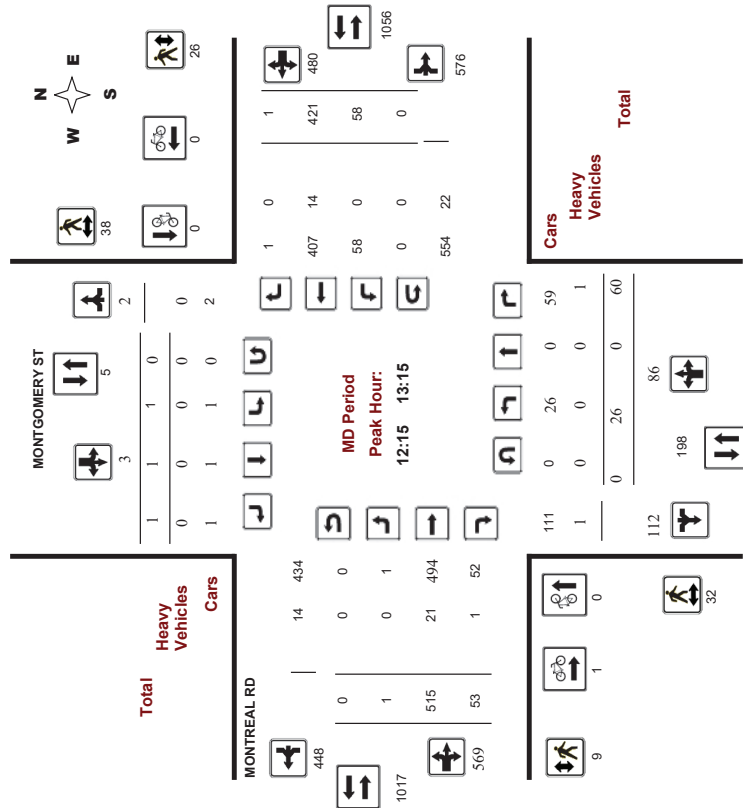 MONTGOMERY ST
38
0
0
26
N
W E
S
3
5
2
Total
1 1 1 0
Heavy Vehicles
0 0 0 0 0
Cars
1 1 1 0 2
MONTREAL RD
448
14 434
1017
0 0 0
1 0 1
515 21 494
569
53 1 52
MD Period
Peak Hour:
12:15 13:15
1 0 1
480
407 14 421
1056
58 0 58
0 0 0
554 22
576
111 0 26 0 59
Cars
1 0 0 0 1
Heavy
Vehicles
0 26 0 60
Total
112
198
86
9
1
0
32